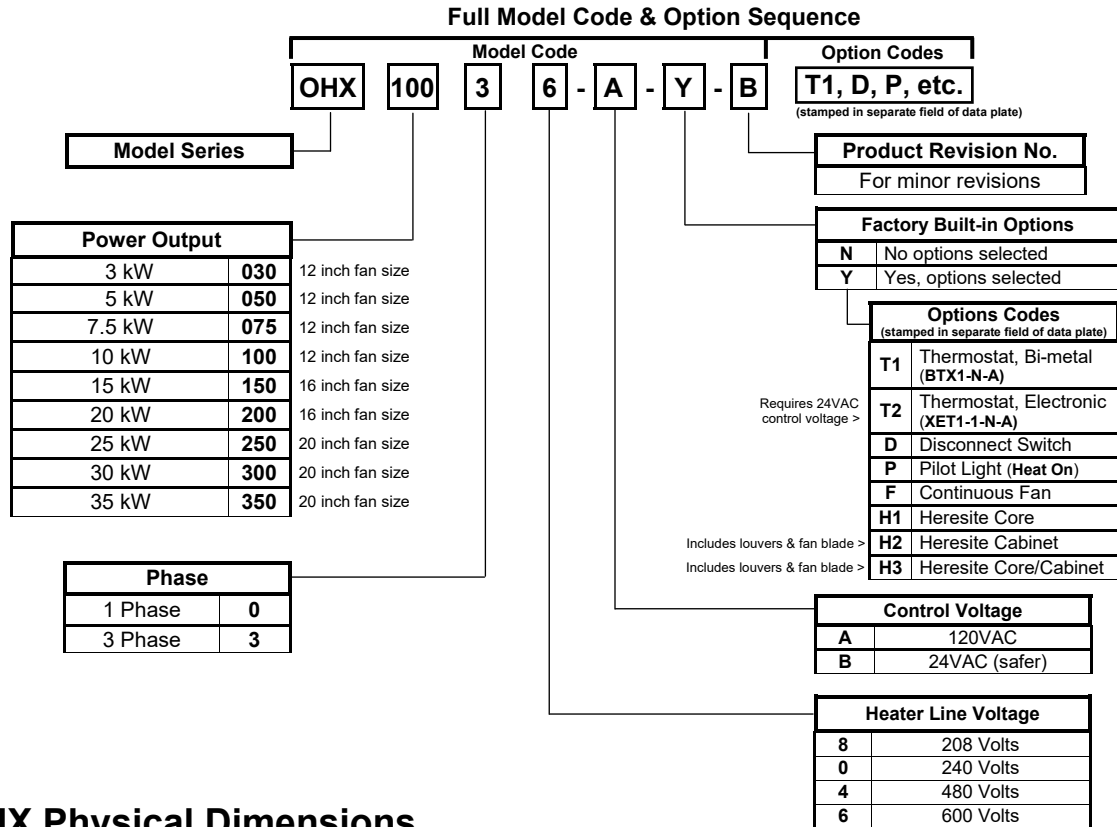 Full Model Code & Option Sequence
Model Code
Option Codes
OHX 100 3 6 - A - Y - B T1, D, P, etc.
(stamped in separate field of data plate)
Model Series
Product Revision No.
For minor revisions
Power Output
3 kW 030 12 inch fan size
5 kW 050 12 inch fan size
7.5 kW 075 12 inch fan size
10 kW 100 12 inch fan size
15 kW 150 16 inch fan size
20 kW 200 16 inch fan size
25 kW 250 20 inch fan size
30 kW 300 20 inch fan size
35 kW 350 20 inch fan size
Factory Built-in Options
N No options selected
Y Yes, options selected
Options Codes
(stamped in separate field of data plate)
T1 Thermostat, Bi-metal
(BTX1-N-A)
Requires 24VAC
control voltage >
T2 Thermostat, Electronic
(XET1-1-N-A)
D Disconnect Switch
P Pilot Light (Heat On)
F Continuous Fan
H1 Heresite Core
Includes louvers & fan blade > H2 Heresite Cabinet
Includes louvers & fan blade > H3 Heresite Core/Cabinet
Phase
1 Phase 0
3 Phase 3
Control Voltage
A 120VAC
B 24VAC (safer)
Heater Line Voltage
8 208 Volts
0 240 Volts
4 480 Volts
6 600 Volts
Physical Dimensions